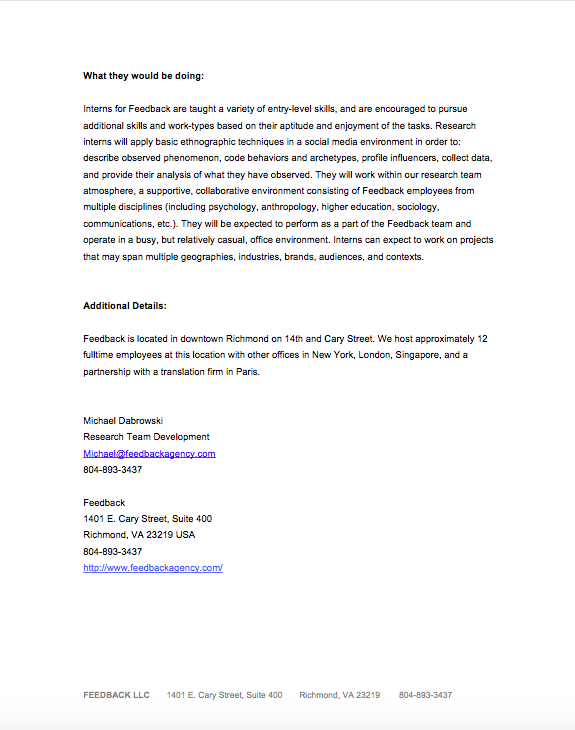 What they would be doing:
Interns for Feedback are taught a variety of entry-level skills, and are encouraged to pursue
additional skills and work-types based on their aptitude and enjoyment of the tasks. Research
interns will apply basic ethnographic techniques in a social media environment in order to:
describe observed phenomenon, code behaviors and archetypes, profile influencers, collect data,
and provide their analysis of what they have observed. They will work within our research team
atmosphere, a supportive, collaborative environment consisting of Feedback employees from
multiple disciplines (including psychology, anthropology, higher education, sociology,
communications, etc.). They will be expected to perform as a part of the Feedback team and
operate in a busy, but relatively casual, office environment. Interns can expect to work on projects
that may span multiple geographies, industries, brands, audiences, and contexts.
Additional Details:
Feedback is located in downtown Richmond on 14th and Cary Street. We host approximately 12
fulltime employees at this location with other offices in New York, London, Singapore, and a
partnership with a translation firm in Paris.
Michael Dabrowski
Research Team Development
Michael@feedbackagency.com
804-893-3437
Feedback
1401 E. Cary Street, Suite 400
Richmond, VA 23219 USA
804-893-3437
http://www.feedbackagency.com/
FEEDBACK LLC 1401 E. Cary Street, Suite 400 Richmond, VA 23219 804-893-3437